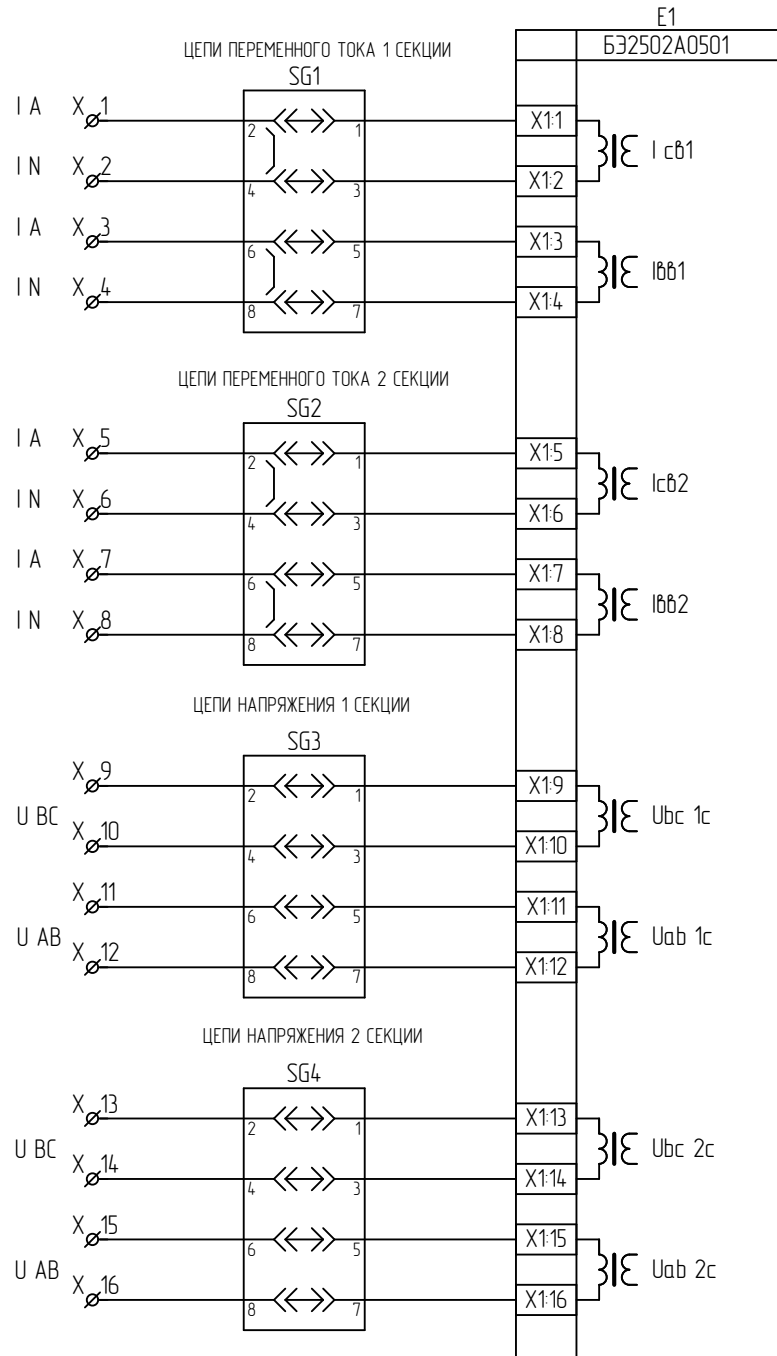 E1
БЭ2502А0501
ЦЕПИ ПЕРЕМЕННОГО ТОКА 1 СЕКЦИИ
SG1
I A X 1 2 1 X1:1
I св1
I N X 2 4 3 X1:2
I A X 3 6 5 X1:3
Iвв1
I N X 4 8 7 X1:4
ЦЕПИ ПЕРЕМЕННОГО ТОКА 2 СЕКЦИИ
SG2
I A X 5 2 1 X1:5
Iсв2
I N X 6 4 3 X1:6
I A X 7 6 5 X1:7
Iвв2
I N X 8 8 7 X1:8
ЦЕПИ НАПРЯЖЕНИЯ 1 СЕКЦИИ
SG3
X 9 2 1 X1:9
U BC Ubc 1c
X 10 4 3 X1:10
X 11 6 5 X1:11
U AB Uab 1c
X 12 8 7 X1:12
ЦЕПИ НАПРЯЖЕНИЯ 2 СЕКЦИИ
SG4
X 13 2 1 X1:13
U BC Ubc 2c
X 14 4 3 X1:14
X 15 6 5 X1:15
U AB Uab 2c
X 16 8 7 X1:16